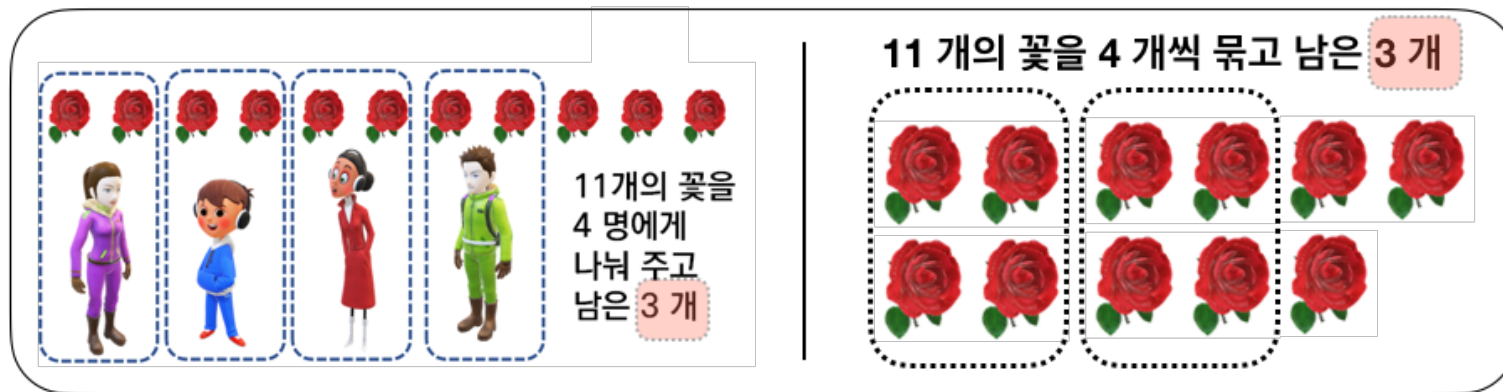 11개의 꽃을
4 명에게
나눠 주고
남은 3 개
11 개의 꽃을 4 개씩 묶고 남은 3 개